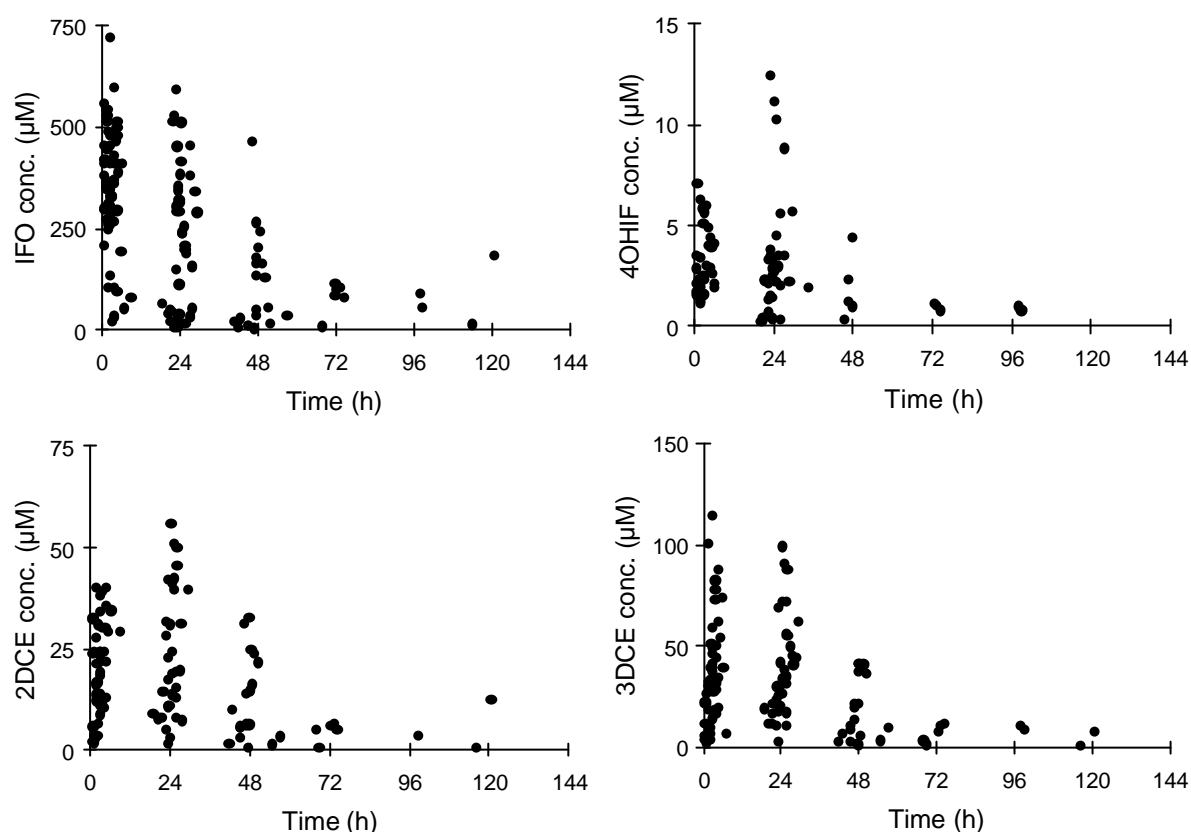 750
500
250
0
IFO conc. (µM)
0 24 48 72 96 120 144
Time (h)
15
10
5
0
4OHIF conc. (µM)
0 24 48 72 96 120 144
Time (h)
75
50
25
0
2DCE conc. (µM)
0 24 48 72 96 120 144
Time (h)
150
100
50
0
3DCE conc. (µM)
0 24 48 72 96 120 144
Time (h)